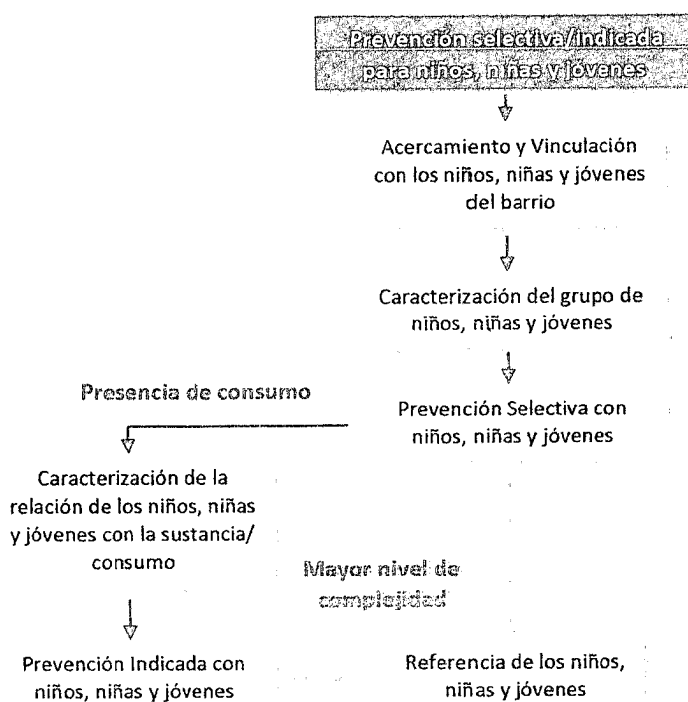 Prevención selectiva/indicada
para niños, niñas y jóvenes
Acercamiento y Vinculación
con los niños, niñas y jóvenes
del barrio
Caracterización del grupo de
niños, niñas y jóvenes
Presencia de consumo
Prevención Selectiva con
niños, niñas y jóvenes
Caracterización de la
relación de los niños, niñas
y jóvenes con la sustancia/
consumo
Mayor nivel de
complejidad
Prevención Indicada con
niños, niñas y jóvenes
Referencia de los niños,
niñas y jóvenes